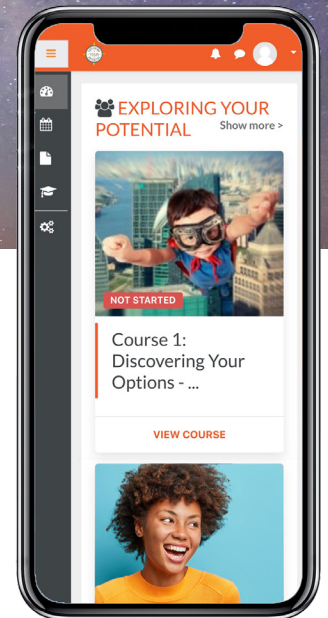 EXPLORING YOUR
POTENTIAL Show more >
NOT STARTED
Course 1:
Discovering Your
Options - ...
VIEW COURSE